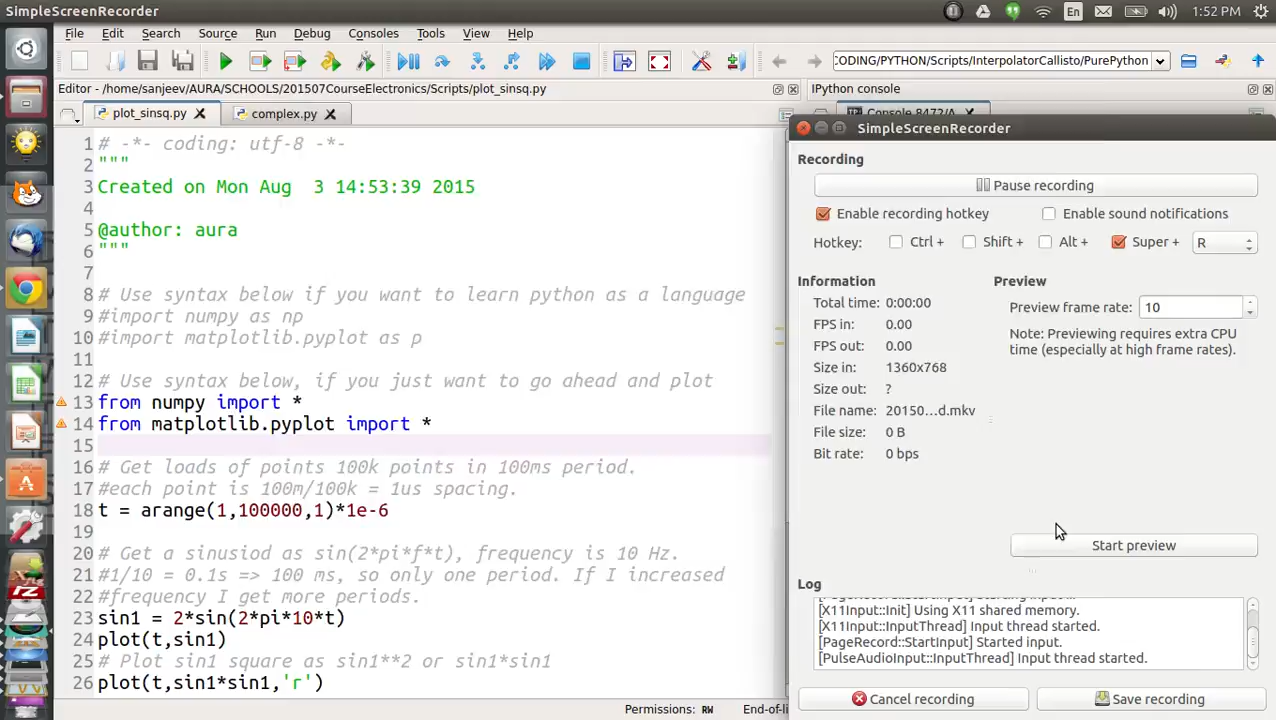 SimpleScreenRecorder
En
1:52 PM
File Edit Search Source Run Debug Consoles Tools View Help
:ODING/PYTHON/Scripts/InterpolatorCallisto/PurePython
Editor - /home/sanjeev/AURA/SCHOOLS/201507CourseElectronics/Scripts/plot_sinsq.py
IPython console
plot_sinsq.py
complex.py
Console 8472/A
1 # -*- coding: utf-8 -*-
2 """
3 Created on Mon Aug  3 14:53:39 2015
4
5 @author: aura
6 """
7
8 # Use syntax below if you want to learn python as a language
9 #import numpy as np
10 #import matplotlib.pyplot as p
11
12 # Use syntax below, if you just want to go ahead and plot
13 from numpy import *
14 from matplotlib.pyplot import *
15
16 # Get loads of points 100k points in 100ms period.
17 #each point is 100m/100k = 1us spacing.
18 t = arange(1,100000,1)*1e-6
19
20 # Get a sinusiod as sin(2*pi*f*t), frequency is 10 Hz.
21 #1/10 = 0.1s => 100 ms, so only one period. If I increased
22 #frequency I get more periods.
23 sin1 = 2*sin(2*pi*10*t)
24 plot(t,sin1)
25 # Plot sin1 square as sin1**2 or sin1*sin1
26 plot(t,sin1*sin1,'r')
Permissions: RW End-of-li
SimpleScreenRecorder
Recording
Pause recording
Enable recording hotkey
Enable sound notifications
Hotkey: Ctrl + Shift + Alt + Super + R
Information
Total time: 0:00:00
FPS in: 0.00
FPS out: 0.00
Size in: 1360x768
Size out: ?
File name: 20150…d.mkv
File size: 0 B
Bit rate: 0 bps
Preview
Preview frame rate: 10
Note: Previewing requires extra CPU
time (especially at high frame rates).
Start preview
Log
[X11Input::Init] Using X11 shared memory.
[X11Input::InputThread] Input thread started.
[PageRecord::StartInput] Started input.
[PulseAudioInput::InputThread] Input thread started.
Cancel recording
Save recording